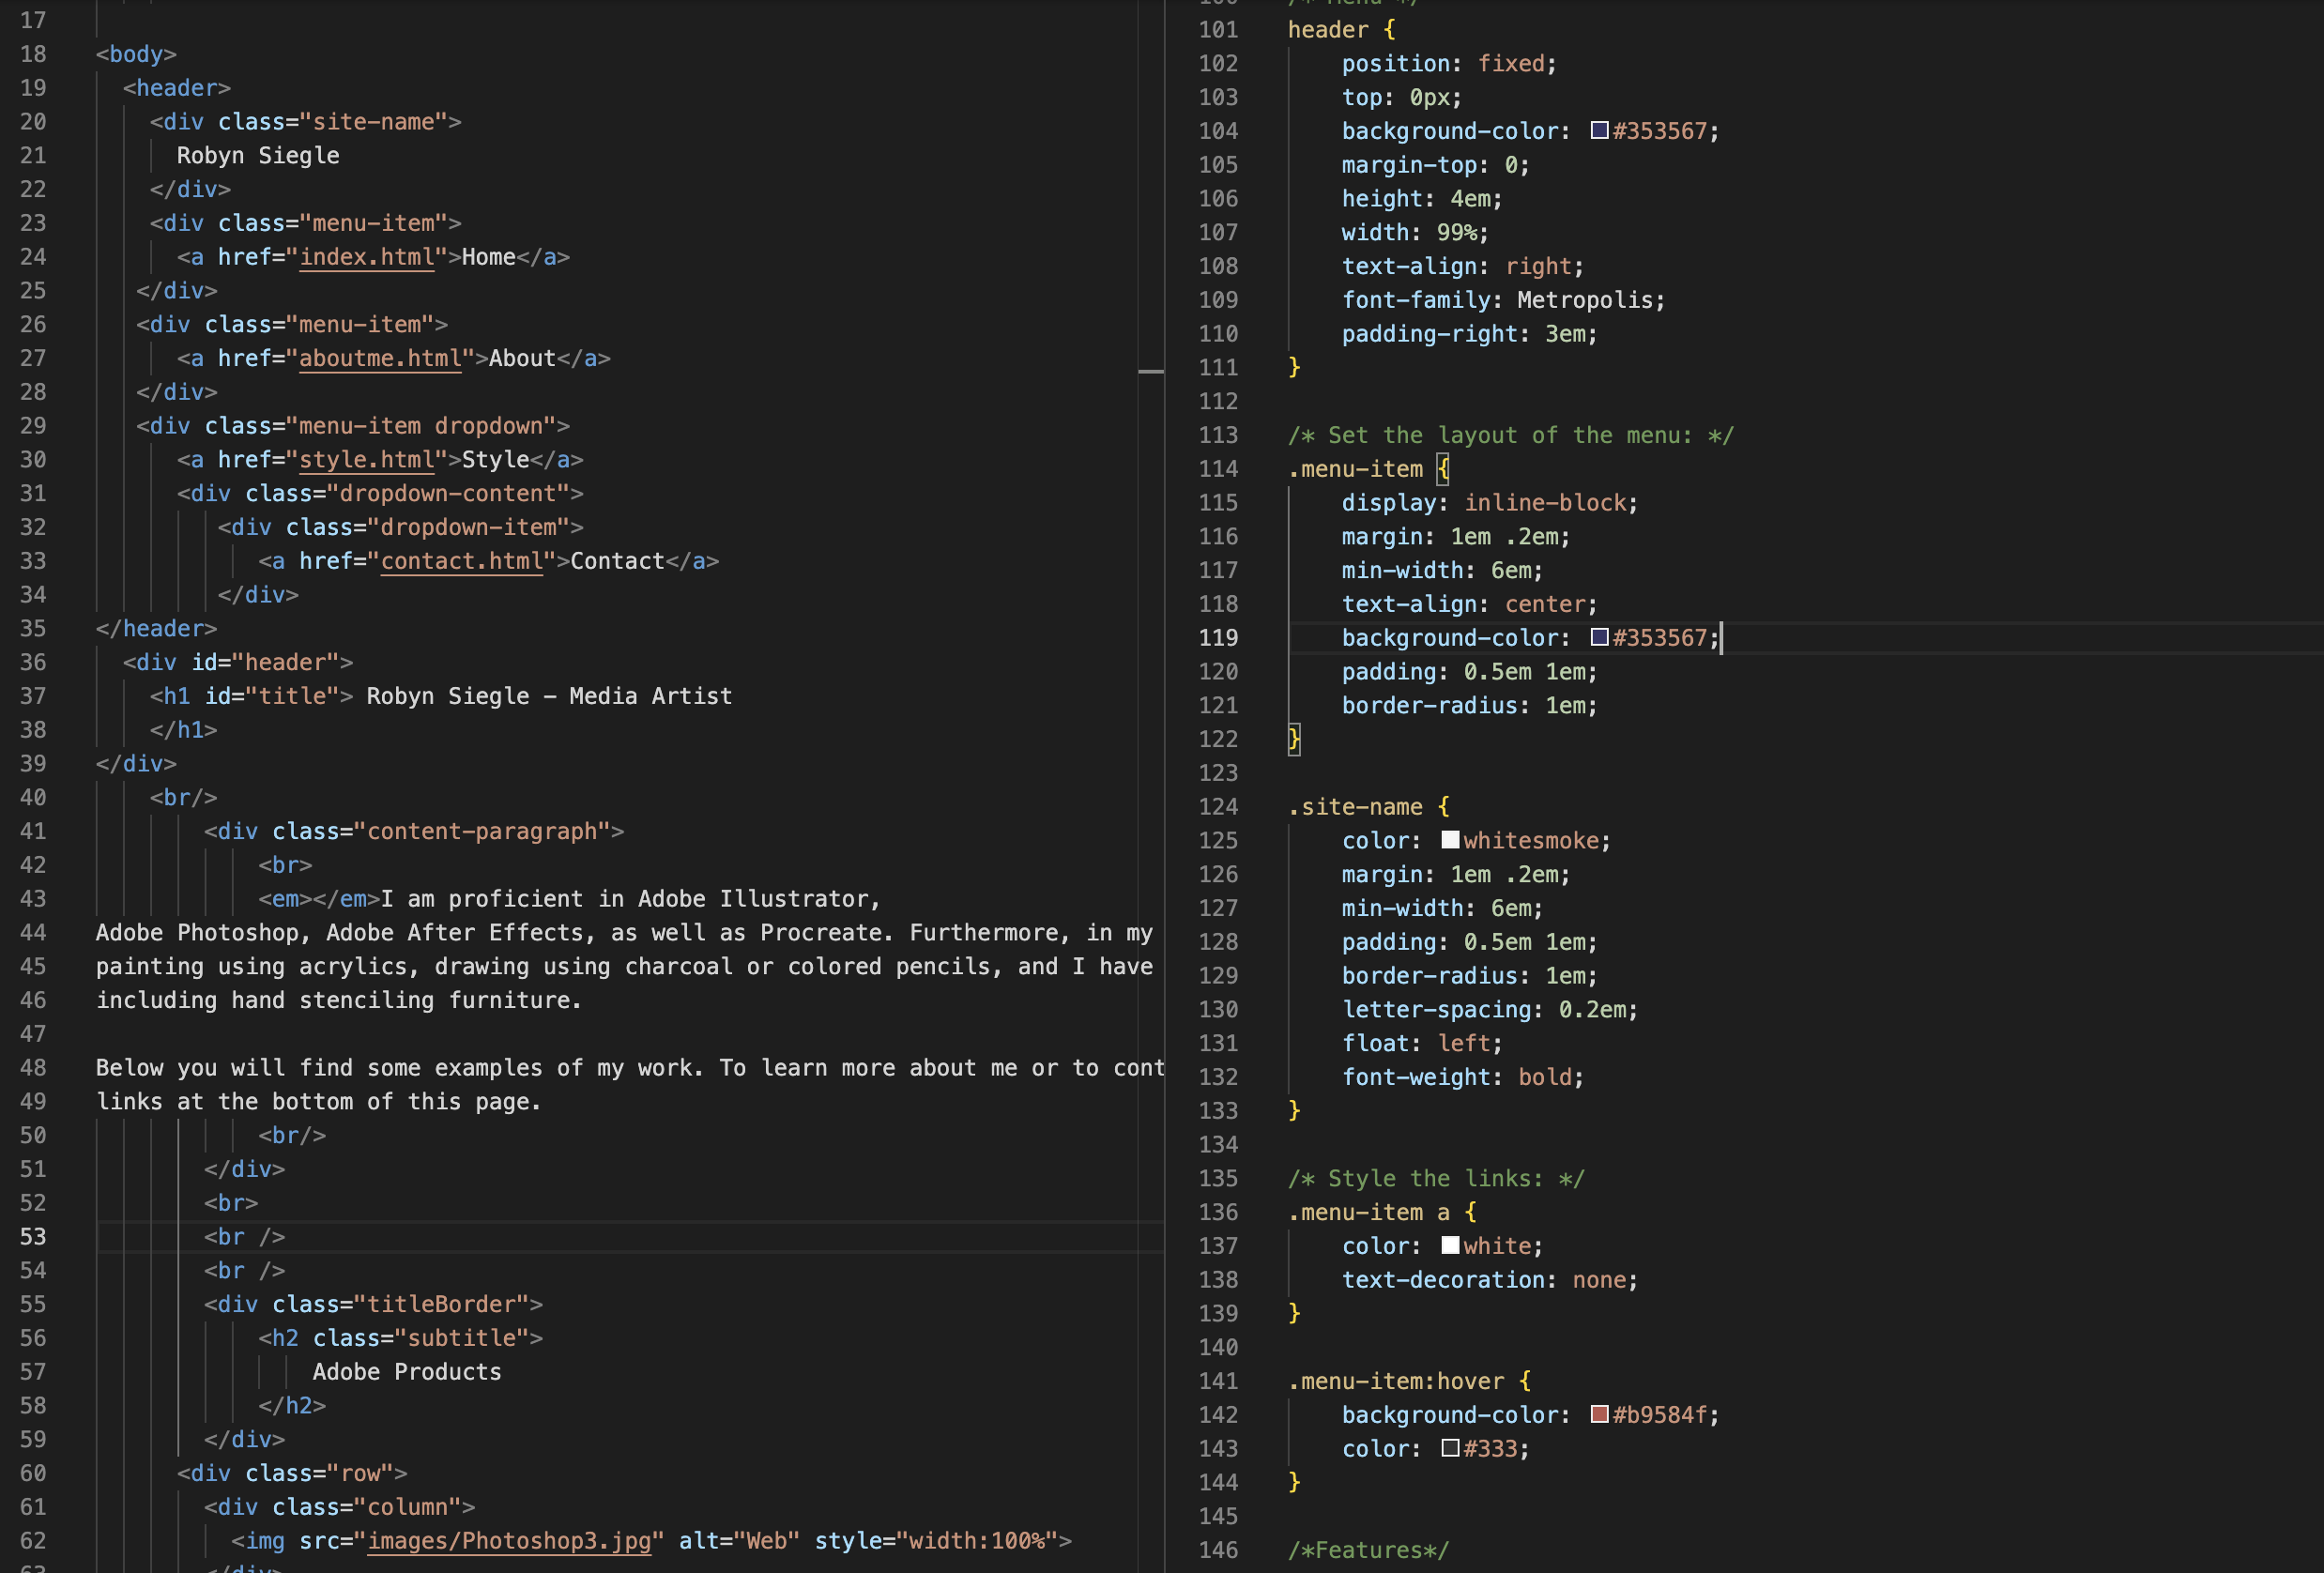 17
18 <body>
19 <header>
20 <div class="site-name">
21 Robyn Siegle
22 </div>
23 <div class="menu-item">
24 <a href="index.html">Home</a>
25 </div>
26 <div class="menu-item">
27 <a href="aboutme.html">About</a>
28 </div>
29 <div class="menu-item dropdown">
30 <a href="style.html">Style</a>
31 <div class="dropdown-content">
32 <div class="dropdown-item">
33 <a href="contact.html">Contact</a>
34 </div>
35 </header>
36 <div id="header">
37 <h1 id="title"> Robyn Siegle - Media Artist
38 </h1>
39 </div>
40 <br/>
41 <div class="content-paragraph">
42 <br>
43 <em></em>I am proficient in Adobe Illustrator,
44 Adobe Photoshop, Adobe After Effects, as well as Procreate. Furthermore, in my
45 painting using acrylics, drawing using charcoal or colored pencils, and I have
46 including hand stenciling furniture.
47
48 Below you will find some examples of my work. To learn more about me or to cont
49 links at the bottom of this page.
50 <br/>
51 </div>
52 <br>
53 <br />
54 <br />
55 <div class="titleBorder">
56 <h2 class="subtitle">
57 Adobe Products
58 </h2>
59 </div>
60 <div class="row">
61 <div class="column">
62 <img src="images/Photoshop3.jpg" alt="Web" style="width:100%">
63 </div>
100 /* Menu */
101 header {
102 position: fixed;
103 top: 0px;
104 background-color: #353567;
105 margin-top: 0;
106 height: 4em;
107 width: 99%;
108 text-align: right;
109 font-family: Metropolis;
110 padding-right: 3em;
111 }
112
113 /* Set the layout of the menu: */
114 .menu-item {
115 display: inline-block;
116 margin: 1em .2em;
117 min-width: 6em;
118 text-align: center;
119 background-color: #353567;
120 padding: 0.5em 1em;
121 border-radius: 1em;
122 }
123
124 .site-name {
125 color: whitesmoke;
126 margin: 1em .2em;
127 min-width: 6em;
128 padding: 0.5em 1em;
129 border-radius: 1em;
130 letter-spacing: 0.2em;
131 float: left;
132 font-weight: bold;
133 }
134
135 /* Style the links: */
136 .menu-item a {
137 color: white;
138 text-decoration: none;
139 }
140
141 .menu-item:hover {
142 background-color: #b9584f;
143 color: #333;
144 }
145
146 /*Features*/